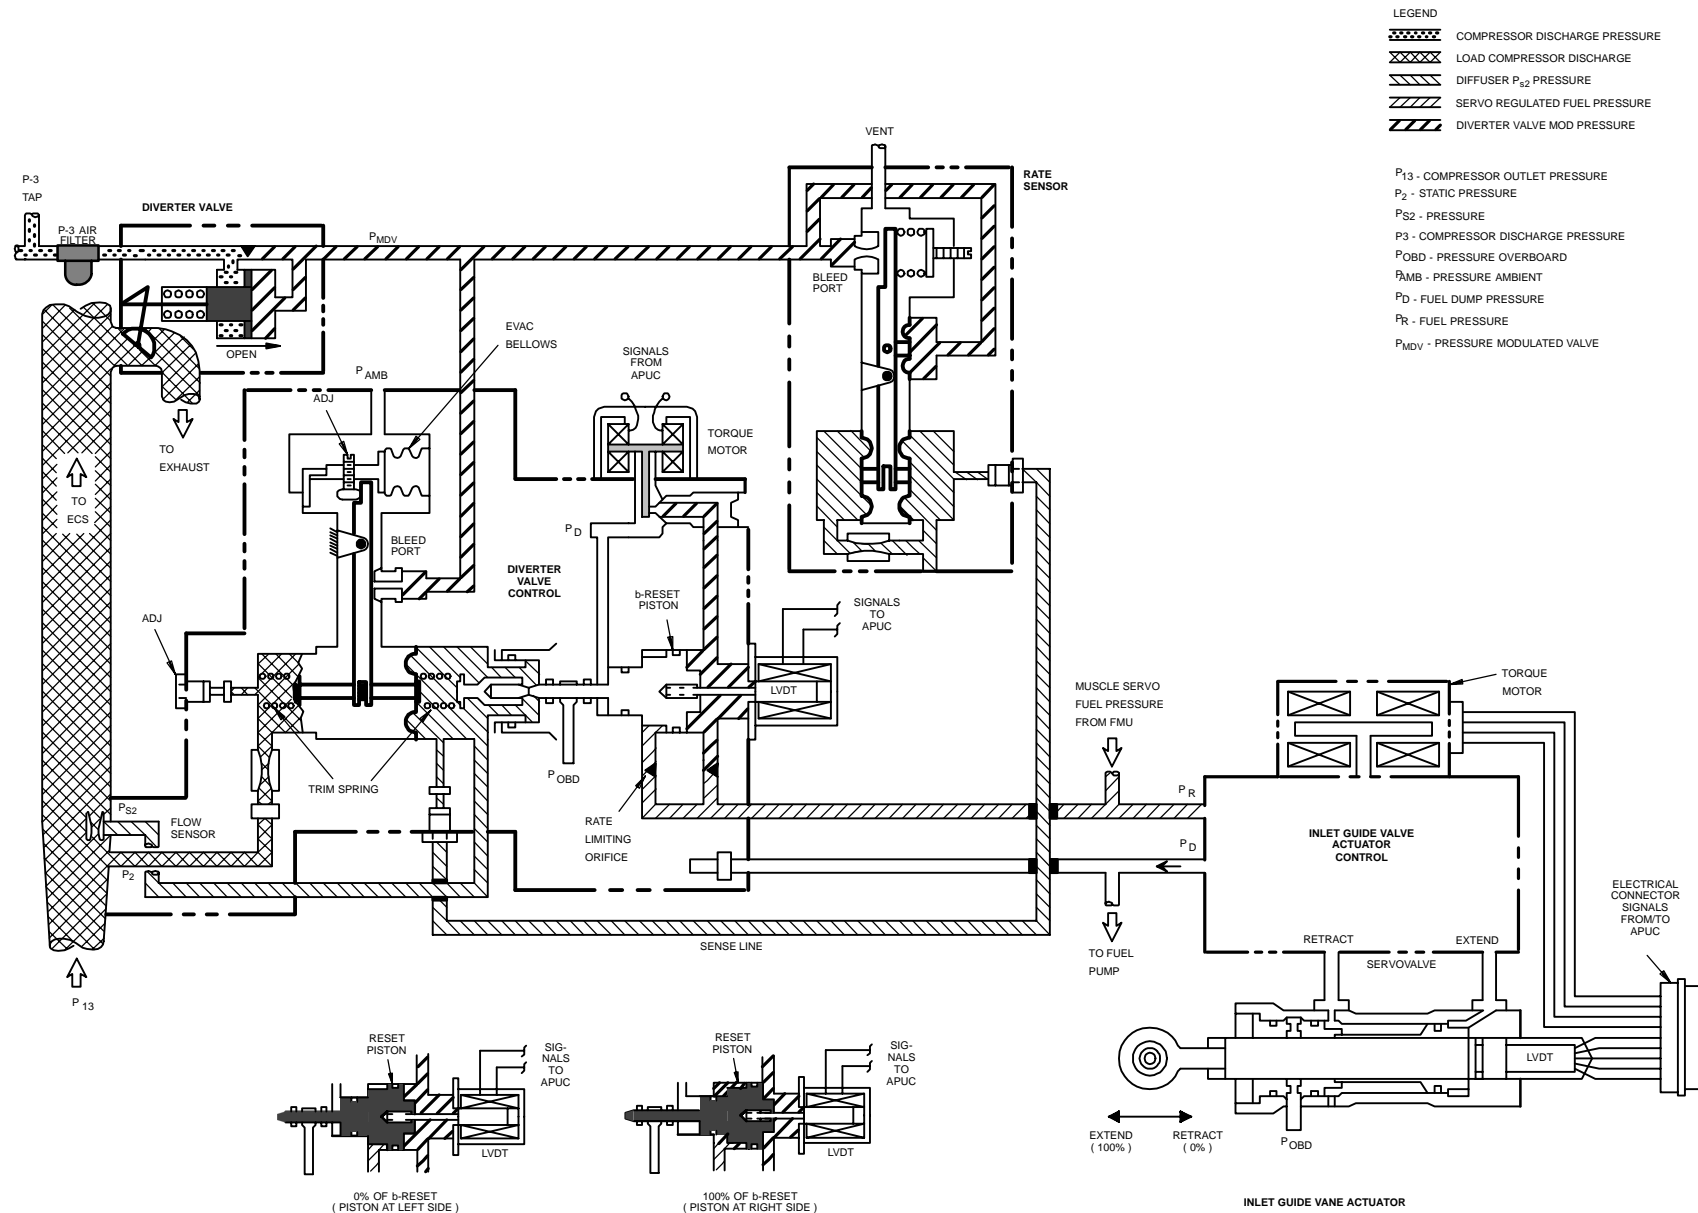 LEGEND
COMPRESSOR DISCHARGE PRESSURE
LOAD COMPRESSOR DISCHARGE
DIFFUSER Ps2 PRESSURE
SERVO REGULATED FUEL PRESSURE
DIVERTER VALVE MOD PRESSURE
P13 - COMPRESSOR OUTLET PRESSURE
P2 - STATIC PRESSURE
PS2 - PRESSURE
P3 - COMPRESSOR DISCHARGE PRESSURE
POBD - PRESSURE OVERBOARD
PAMB - PRESSURE AMBIENT
PD - FUEL DUMP PRESSURE
PR - FUEL PRESSURE
PMDV - PRESSURE MODULATED VALVE
VENT
RATE
SENSOR
P-3
TAP
P-3 AIR
FILTER
DIVERTER VALVE
PMDV
BLEED
PORT
OPEN
EVAC
BELLOWS
SIGNALS
FROM
APUC
P AMB
ADJ
TORQUE
MOTOR
TO
EXHAUST
TO
ECS
PD
BLEED
PORT
DIVERTER
VALVE
CONTROL
b-RESET
PISTON
SIGNALS
TO
APUC
ADJ
LVDT
MUSCLE SERVO
FUEL PRESSURE
FROM FMU
TORQUE
MOTOR
P OBD
TRIM SPRING
PS2
FLOW
SENSOR
RATE
LIMITING
ORIFICE
PR
INLET GUIDE VALVE
ACTUATOR
CONTROL
PD
P2
ELECTRICAL
CONNECTOR
SIGNALS
FROM/TO
APUC
SENSE LINE
TO FUEL
PUMP
RETRACT
EXTEND
SERVOVALVE
P 13
RESET
PISTON
SIG-
NALS
TO
APUC
LVDT
0% OF b-RESET
( PISTON AT LEFT SIDE )
RESET
PISTON
SIG-
NALS
TO
APUC
LVDT
100% OF b-RESET
( PISTON AT RIGHT SIDE )
LVDT
EXTEND
( 100% )
RETRACT
( 0% )
POBD
INLET GUIDE VANE ACTUATOR